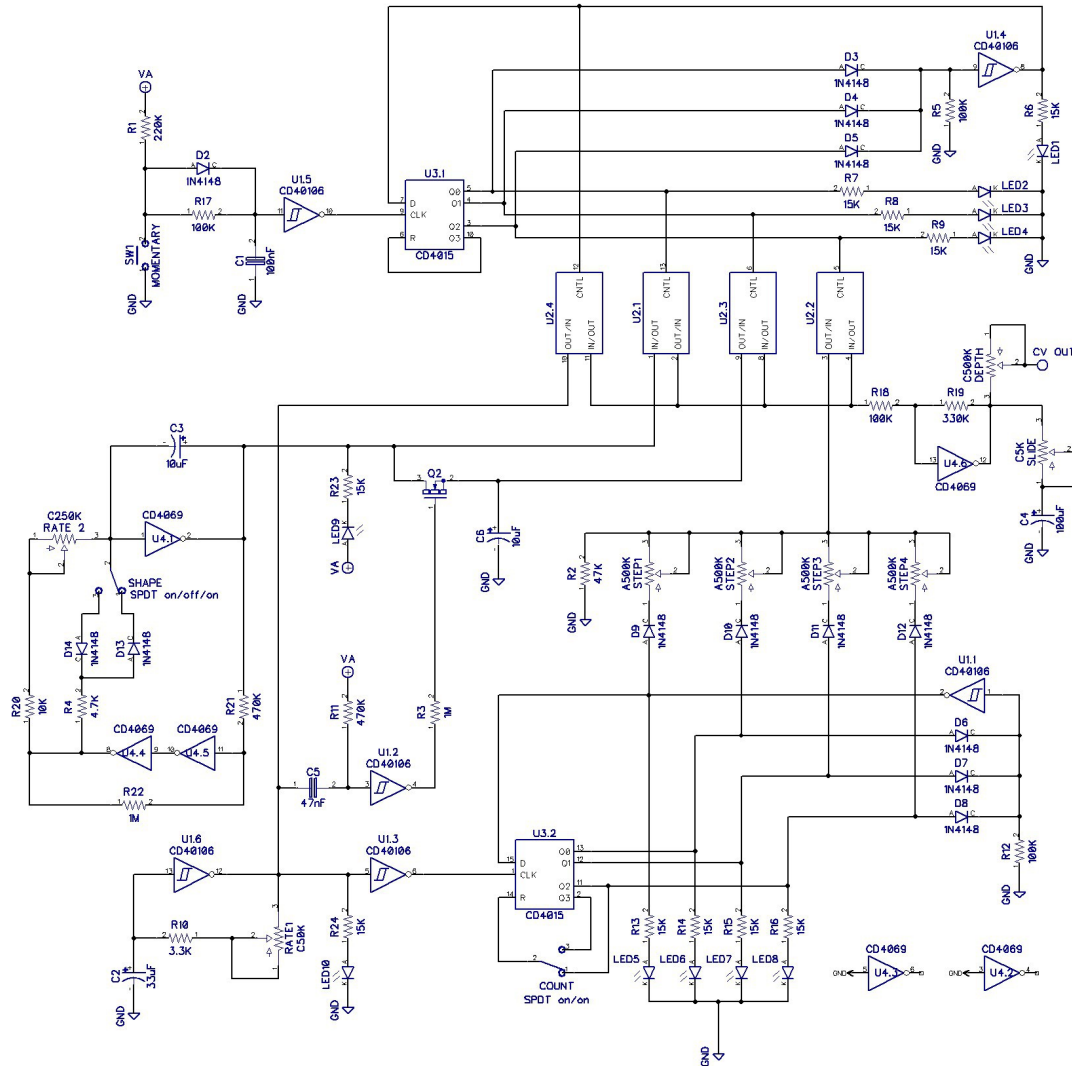 VA
R1
220K
D2
1N4148
R17
100K
SW1
MOMENTARY
GND
C1
100nF
GND
U1.5
CD40106
U3.1
D
CLK
R
Q0
Q1
Q2
Q3
CD4015
D3
1N4148
D4
1N4148
D5
1N4148
R5
100K
GND
U1.4
CD40106
R6
15K
LED1
R7
15K
LED2
R8
15K
LED3
R9
15K
LED4
GND
U2.4
CNTL
OUT/IN
IN/OUT
U2.1
CNTL
IN/OUT
OUT/IN
U2.3
CNTL
OUT/IN
IN/OUT
U2.2
CNTL
OUT/IN
IN/OUT
C500K
DEPTH
CV OUT
R18
100K
R19
330K
U4.6
CD4069
C5K
SLIDE
C4
100uF
GND
C3
10uF
C250K
RATE 2
CD4069
U4.1
SHAPE
SPDT on/off/on
D14
1N4148
D13
1N4148
R20
10K
R4
4.7K
R21
470K
CD4069
U4.4
CD4069
U4.5
R22
1M
R23
15K
LED9
VA
Q2
C6
10uF
GND
R2
47K
GND
A500K
STEP1
A500K
STEP2
A500K
STEP3
A500K
STEP4
D9
1N4148
D10
1N4148
D11
1N4148
D12
1N4148
VA
R11
470K
R3
1M
C5
47nF
U1.2
CD40106
U1.1
CD40106
D6
1N4148
D7
1N4148
D8
1N4148
R12
100K
GND
U1.6
CD40106
U1.3
CD40106
R10
3.3K
RATE1
C50K
C2
33uF
GND
R24
15K
LED10
GND
U3.2
D
CLK
R
Q0
Q1
Q2
Q3
CD4015
COUNT
SPDT on/on
R13
15K
R14
15K
R15
15K
R16
15K
LED5
LED6
LED7
LED8
GND
CD4069
GND
U4.3
CD4069
GND
U4.2